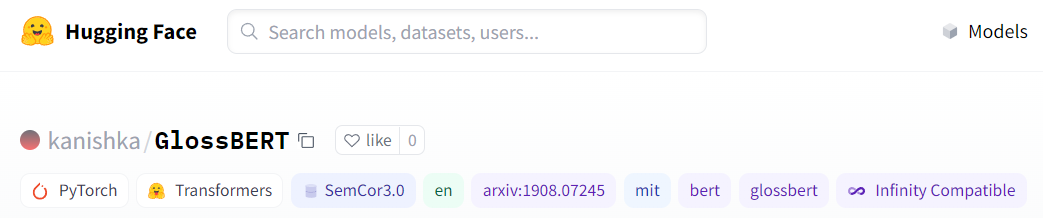 Hugging Face Search models, datasets, users... Models
kanishka/GlossBERT like 0
PyTorch Transformers SemCor3.0 en arxiv:1908.07245 mit bert glossbert Infinity Compatible